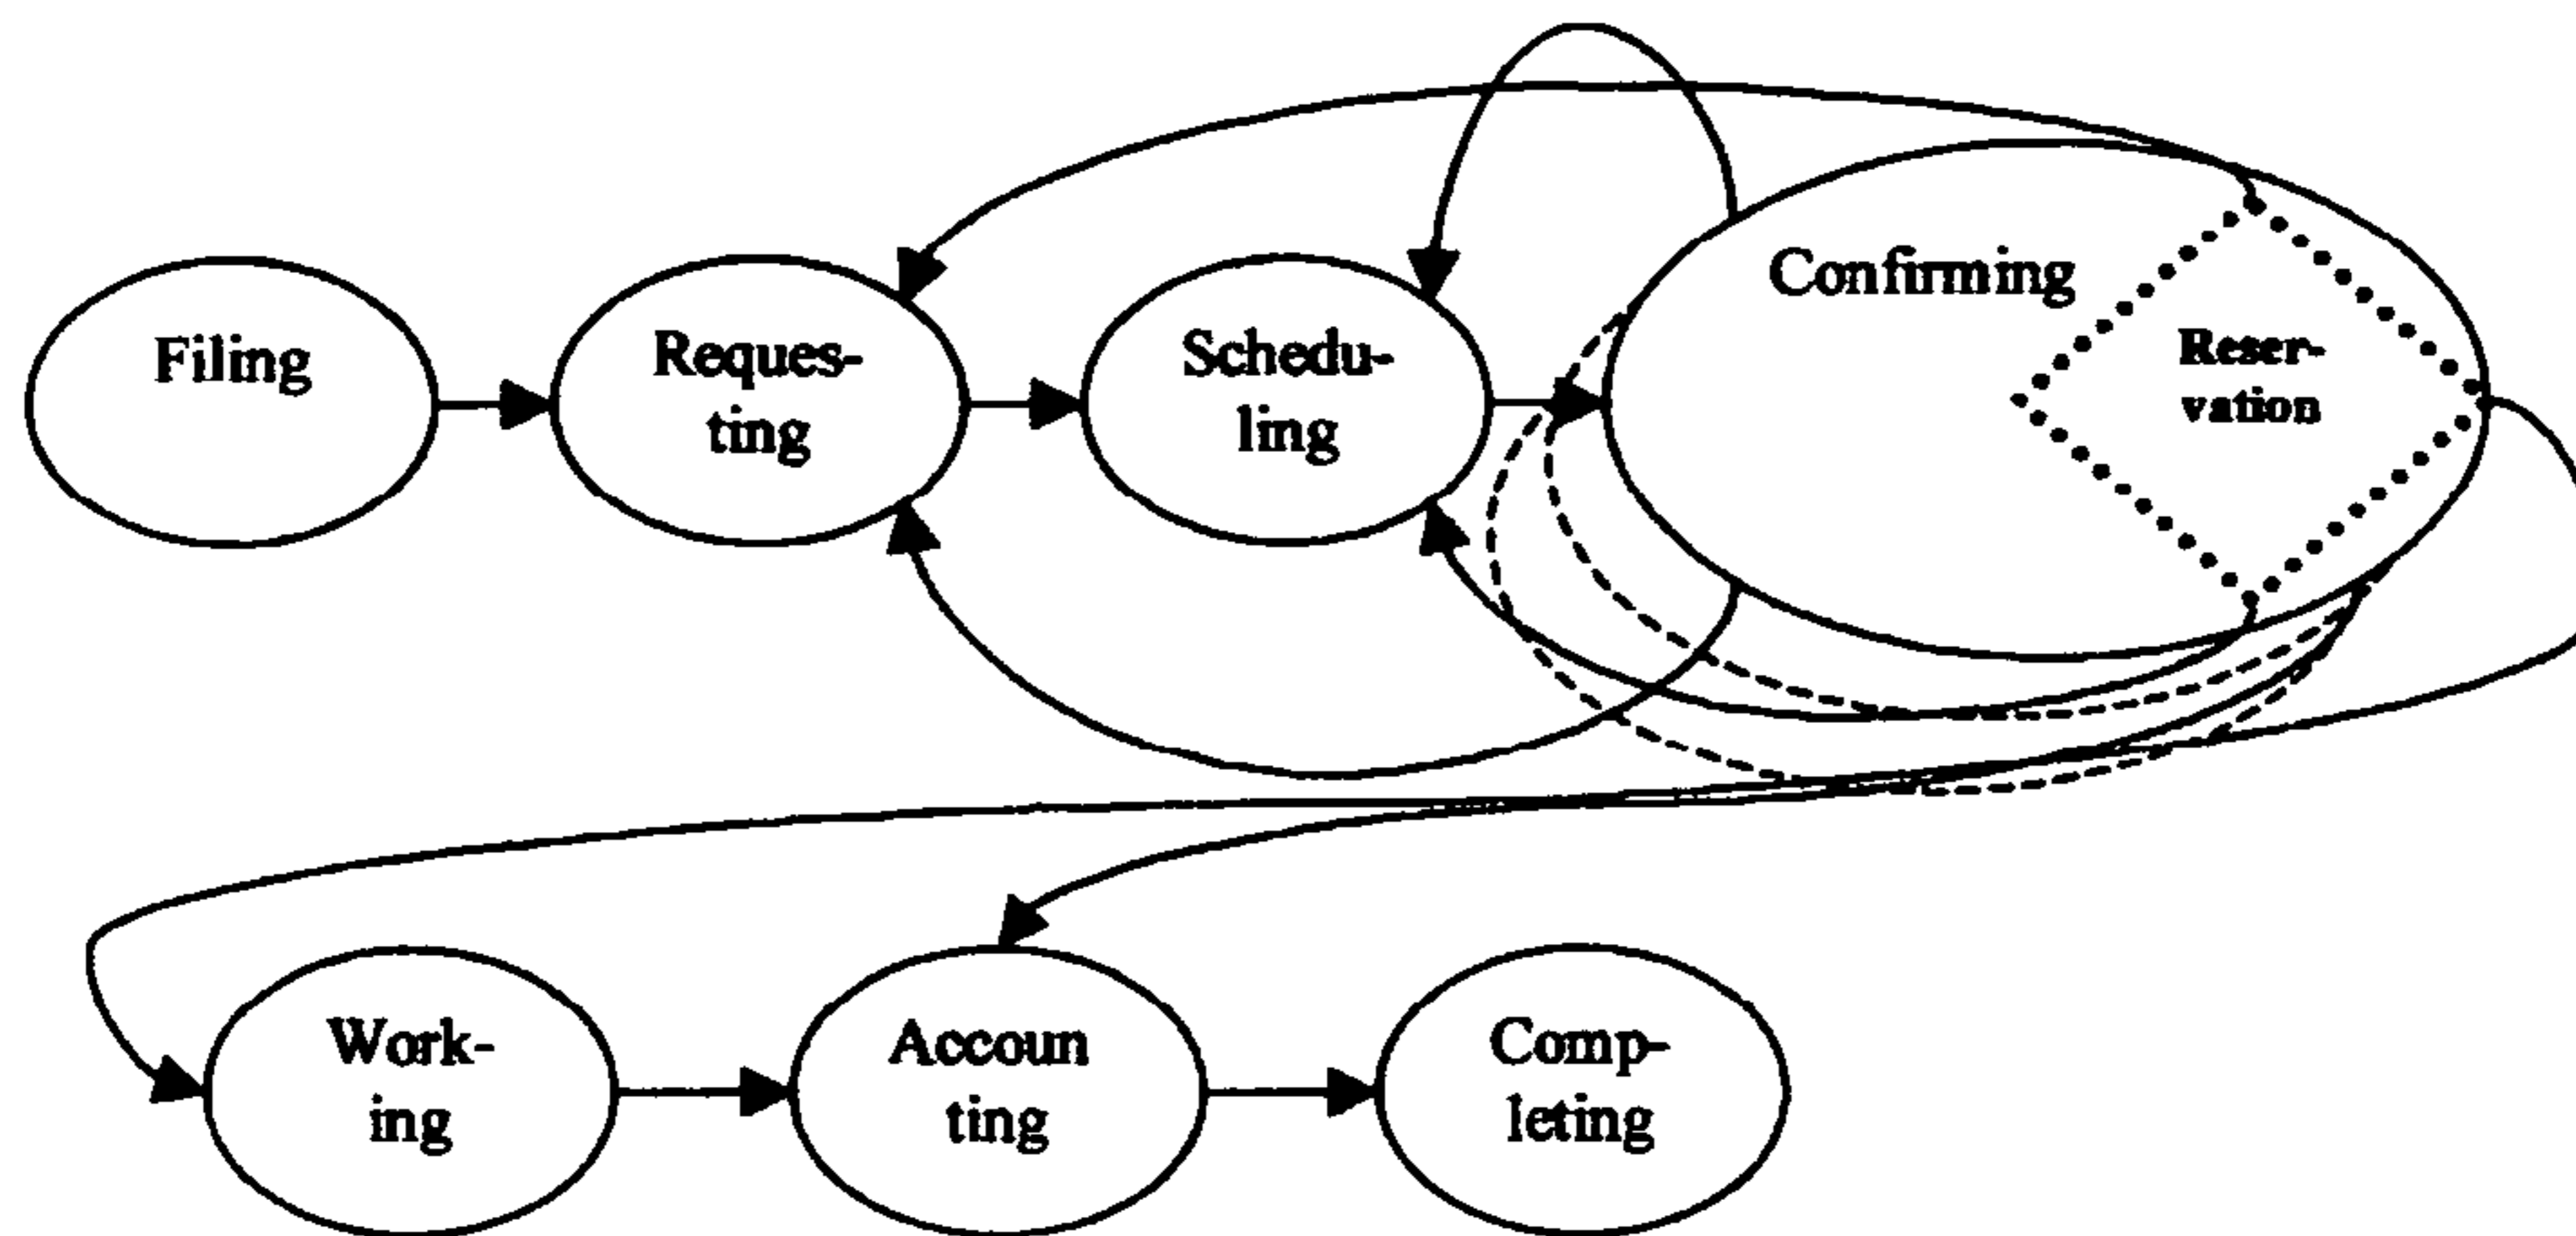 Filing
Reques-
ting
Schedu-
ling
Confirming
Reser-
vation
Work-
ing
Accoun
ting
Comp-
leting